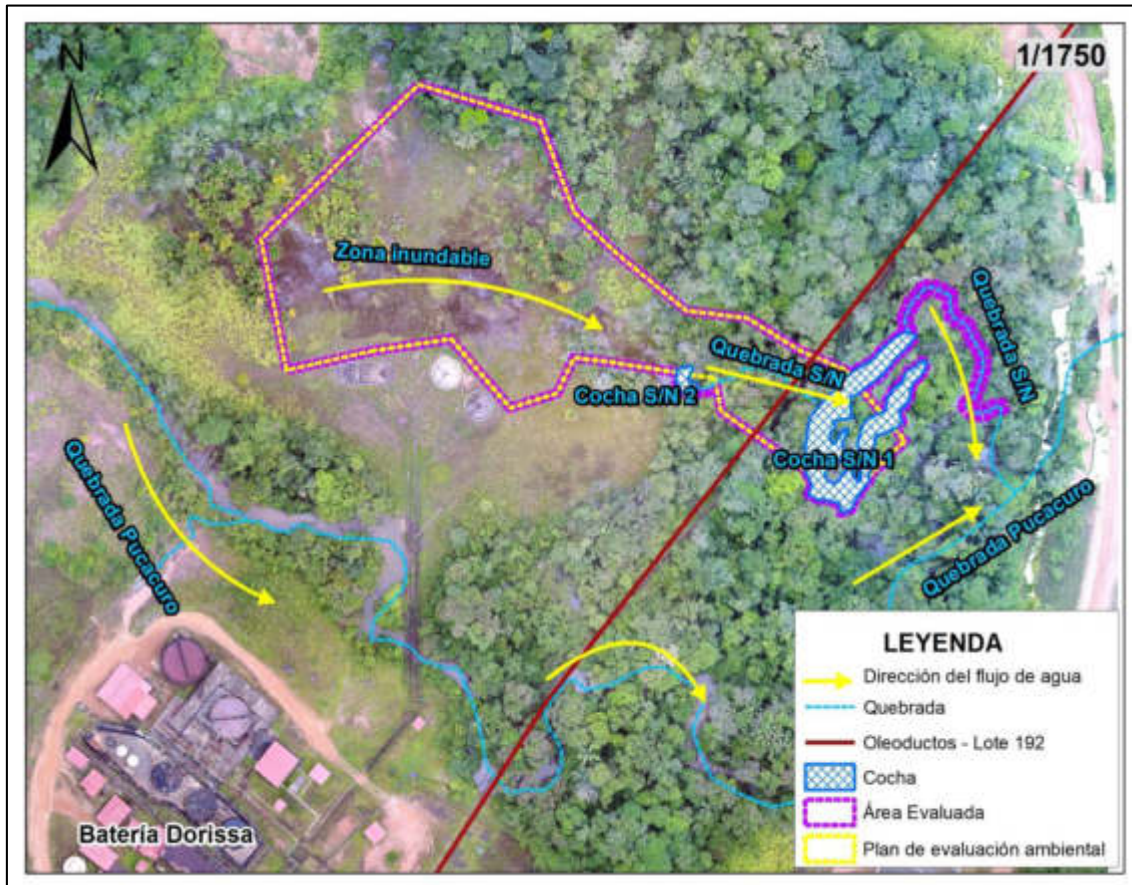 N
1/1750
Zona Inundable
Quebrada S/N
Quebrada S/N
Cocha S/N 2
Cocha S/N 1
Quebrada Pucacuro
Quebrada Pucacuro
Batería Dorissa
LEYENDA
Dirección del flujo de agua
Quebrada
Oleoductos - Lote 192
Cocha
Área Evaluada
Plan de evaluación ambiental